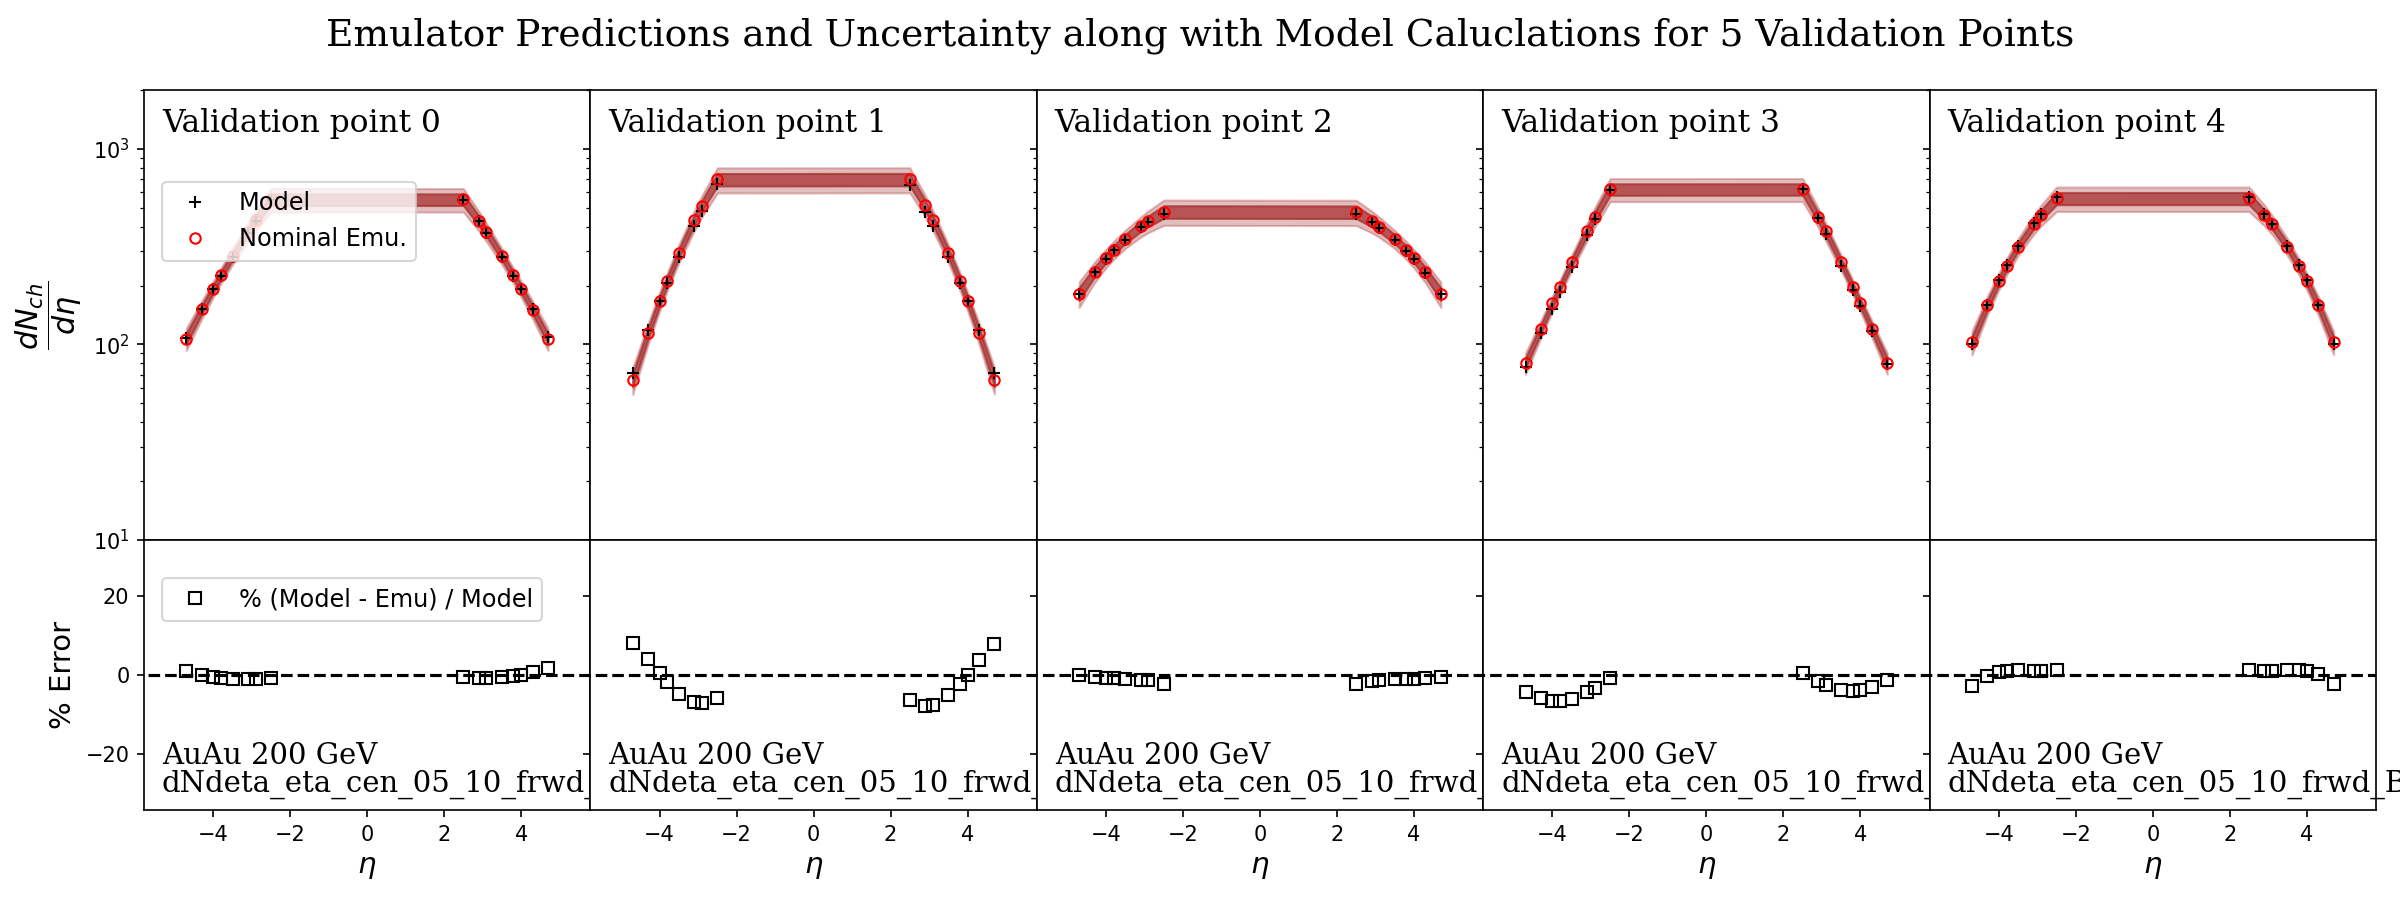 Emulator Predictions and Uncertainty along with Model Caluclations for 5 Validation Points
Validation point 0
Validation point 1
Validation point 2
Validation point 3
Validation point 4
Model
Nominal Emu.
10³
10²
10¹
dN_ch
dη
% (Model - Emu) / Model
20
0
−20
% Error
AuAu 200 GeV
dNdeta_eta_cen_05_10_frwd_
AuAu 200 GeV
dNdeta_eta_cen_05_10_frwd_
AuAu 200 GeV
dNdeta_eta_cen_05_10_frwd_
AuAu 200 GeV
dNdeta_eta_cen_05_10_frwd_
AuAu 200 GeV
dNdeta_eta_cen_05_10_frwd_B
−4 −2 0 2 4
−4 −2 0 2 4
−4 −2 0 2 4
−4 −2 0 2 4
−4 −2 0 2 4
η
η
η
η
η